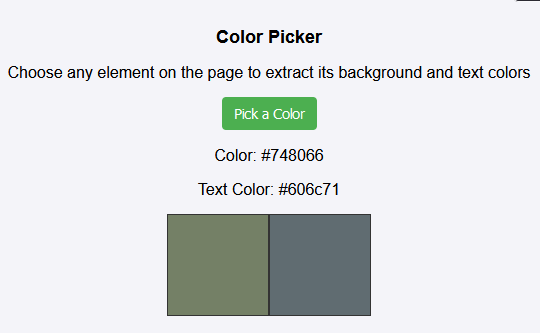 Color Picker
Choose any element on the page to extract its background and text colors
Pick a Color
Color: #748066
Text Color: #606c71